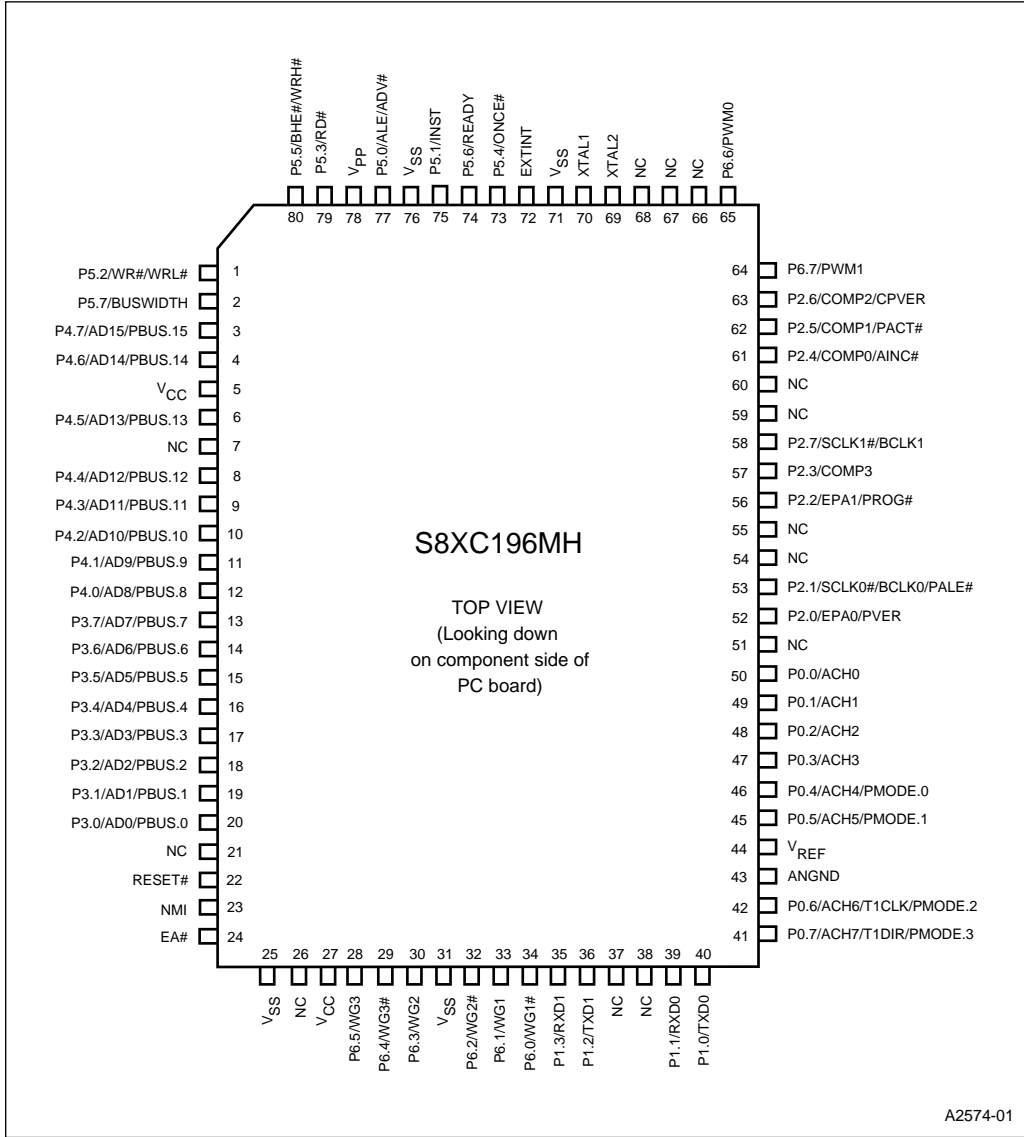 P5.5/BHE#/WRH#
P5.3/RD#
VPP
P5.0/ALE/ADV#
VSS
P5.1/INST
P5.6/READY
P5.4/ONCE#
EXTINT
VSS
XTAL1
XTAL2
NC
NC
NC
P6.6/PWM0
80 79 78 77 76 75 74 73 72 71 70 69 68 67 66 65
P5.2/WR#/WRL# 1
P5.7/BUSWIDTH 2
P4.7/AD15/PBUS.15 3
P4.6/AD14/PBUS.14 4
VCC 5
P4.5/AD13/PBUS.13 6
NC 7
P4.4/AD12/PBUS.12 8
P4.3/AD11/PBUS.11 9
P4.2/AD10/PBUS.10 10
P4.1/AD9/PBUS.9 11
P4.0/AD8/PBUS.8 12
P3.7/AD7/PBUS.7 13
P3.6/AD6/PBUS.6 14
P3.5/AD5/PBUS.5 15
P3.4/AD4/PBUS.4 16
P3.3/AD3/PBUS.3 17
P3.2/AD2/PBUS.2 18
P3.1/AD1/PBUS.1 19
P3.0/AD0/PBUS.0 20
NC 21
RESET# 22
NMI 23
EA# 24
S8XC196MH
TOP VIEW
(Looking down
on component side of
PC board)
64 P6.7/PWM1
63 P2.6/COMP2/CPVER
62 P2.5/COMP1/PACT#
61 P2.4/COMP0/AINC#
60 NC
59 NC
58 P2.7/SCLK1#/BCLK1
57 P2.3/COMP3
56 P2.2/EPA1/PROG#
55 NC
54 NC
53 P2.1/SCLK0#/BCLK0/PALE#
52 P2.0/EPA0/PVER
51 NC
50 P0.0/ACH0
49 P0.1/ACH1
48 P0.2/ACH2
47 P0.3/ACH3
46 P0.4/ACH4/PMODE.0
45 P0.5/ACH5/PMODE.1
44 VREF
43 ANGND
42 P0.6/ACH6/T1CLK/PMODE.2
41 P0.7/ACH7/T1DIR/PMODE.3
25 26 27 28 29 30 31 32 33 34 35 36 37 38 39 40
VSS
NC
VCC
P6.5/WG3
P6.4/WG3#
P6.3/WG2
VSS
P6.2/WG2#
P6.1/WG1
P6.0/WG1#
P1.3/RXD1
P1.2/TXD1
NC
NC
P1.1/RXD0
P1.0/TXD0
A2574-01